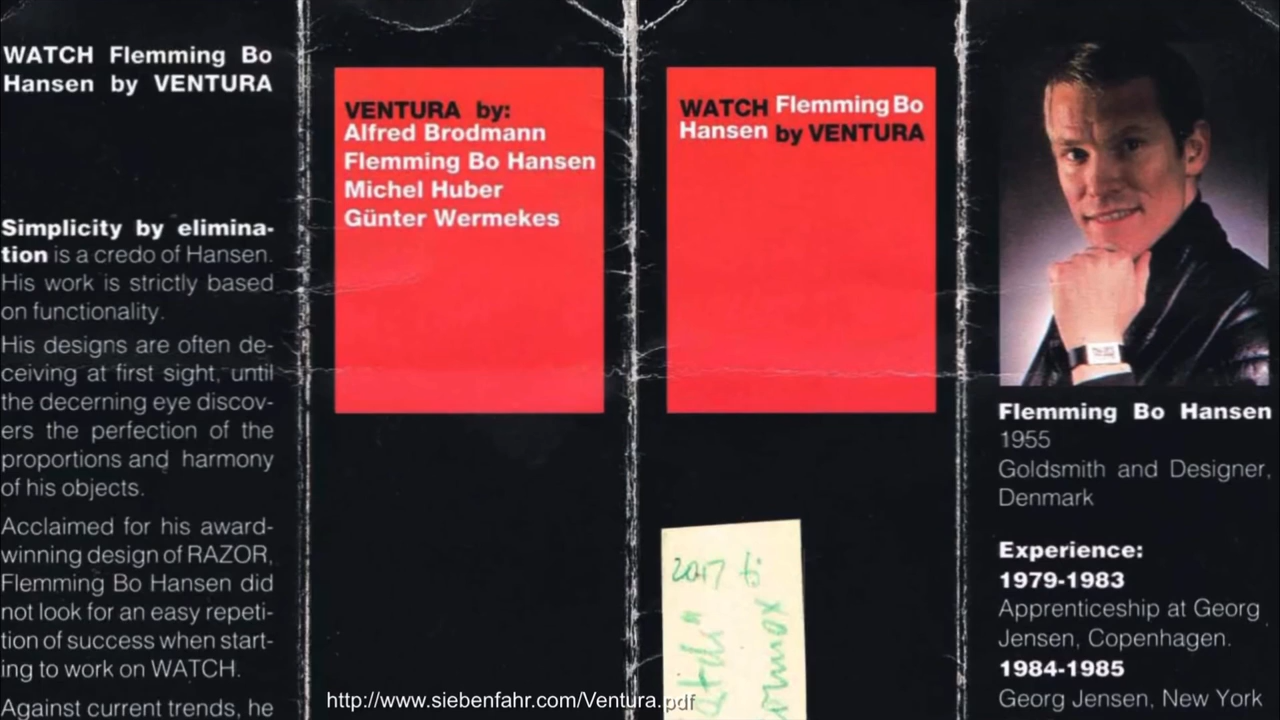 WATCH Flemming Bo
Hansen by VENTURA
Simplicity by elimina-
tion is a credo of Hansen.
His work is strictly based
on functionality.
His designs are often de-
ceiving at first sight, until
the decerning eye discov-
ers the perfection of the
proportions and harmony
of his objects.
Acclaimed for his award-
winning design of RAZOR,
Flemming Bo Hansen did
not look for an easy repeti-
tion of success when start-
ing to work on WATCH.
Against current trends, he
VENTURA by:
Alfred Brodmann
Flemming Bo Hansen
Michel Huber
Günter Wermekes
WATCH Flemming Bo
Hansen by VENTURA
Flemming Bo Hansen
1955
Goldsmith and Designer,
Denmark
Experience:
1979-1983
Apprenticeship at Georg
Jensen, Copenhagen.
1984-1985
Georg Jensen, New York
http://www.siebenfahr.com/Ventura.pdf